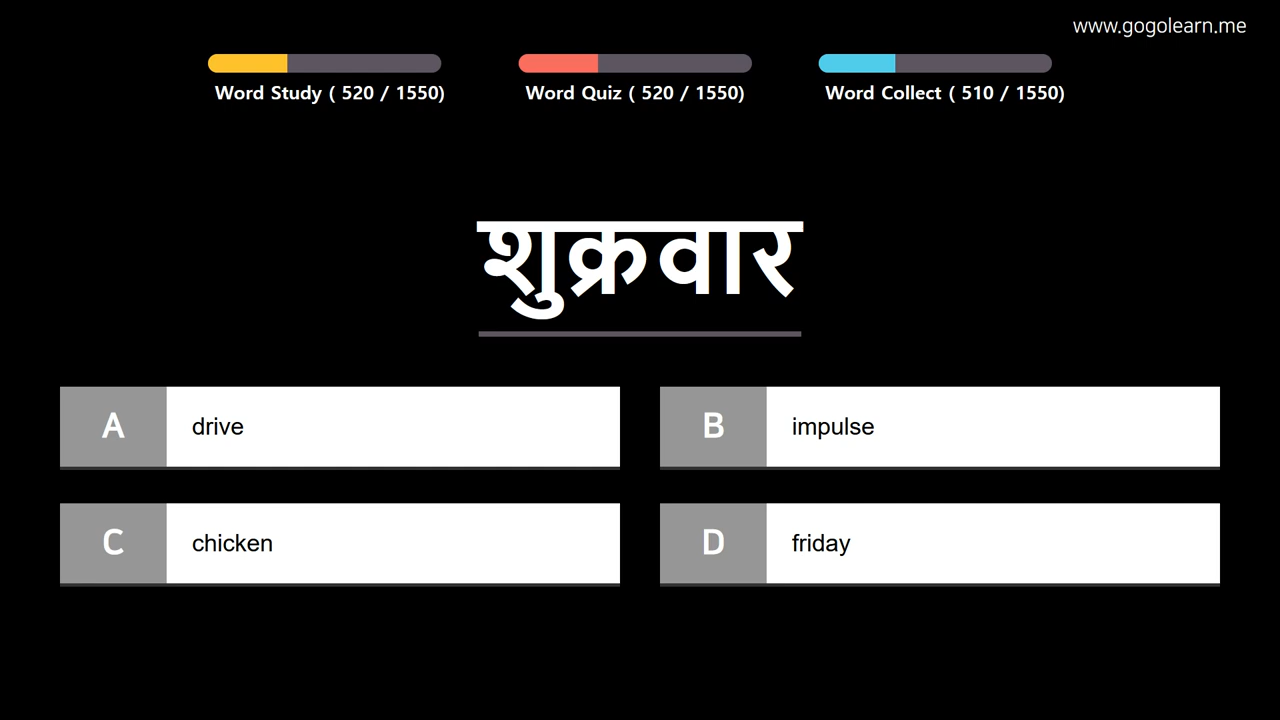 www.gogolearn.me
Word Study ( 520 / 1550)
Word Quiz ( 520 / 1550)
Word Collect ( 510 / 1550)
शुक्रवार
A drive
B impulse
C chicken
D friday